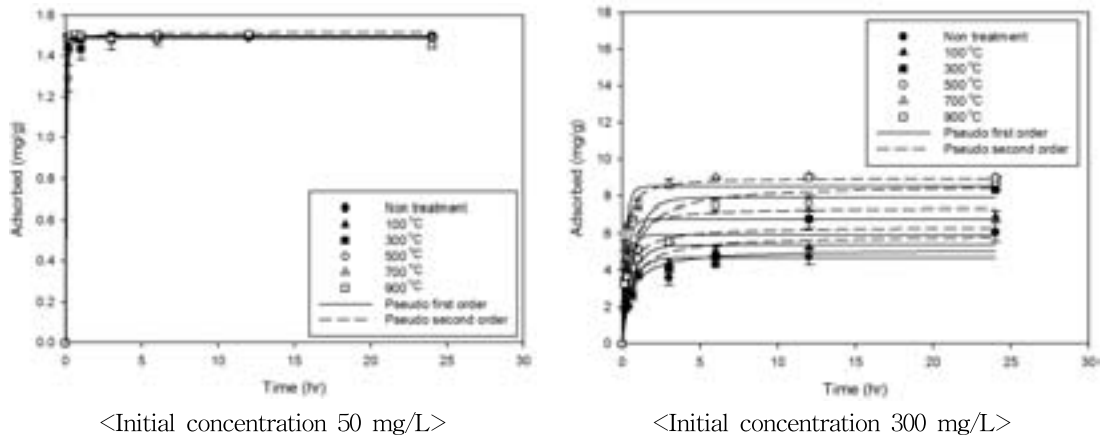 1.8
1.6
1.4
1.2
1.0
0.8
0.6
0.4
0.2
0.0
Adsorbed (mg/g)
0 5 10 15 20 25 30
Time (hr)
Non treatment
100 °C
300 °C
500 °C
700 °C
900 °C
Pseudo first order
Pseudo second order
<Initial concentration 50 mg/L>
18
16
14
12
10
8
6
4
2
0
Adsorbed (mg/g)
0 5 10 15 20 25 30
Time (hr)
Non treatment
100 °C
300 °C
500 °C
700 °C
900 °C
Pseudo first order
Pseudo second order
<Initial concentration 300 mg/L>